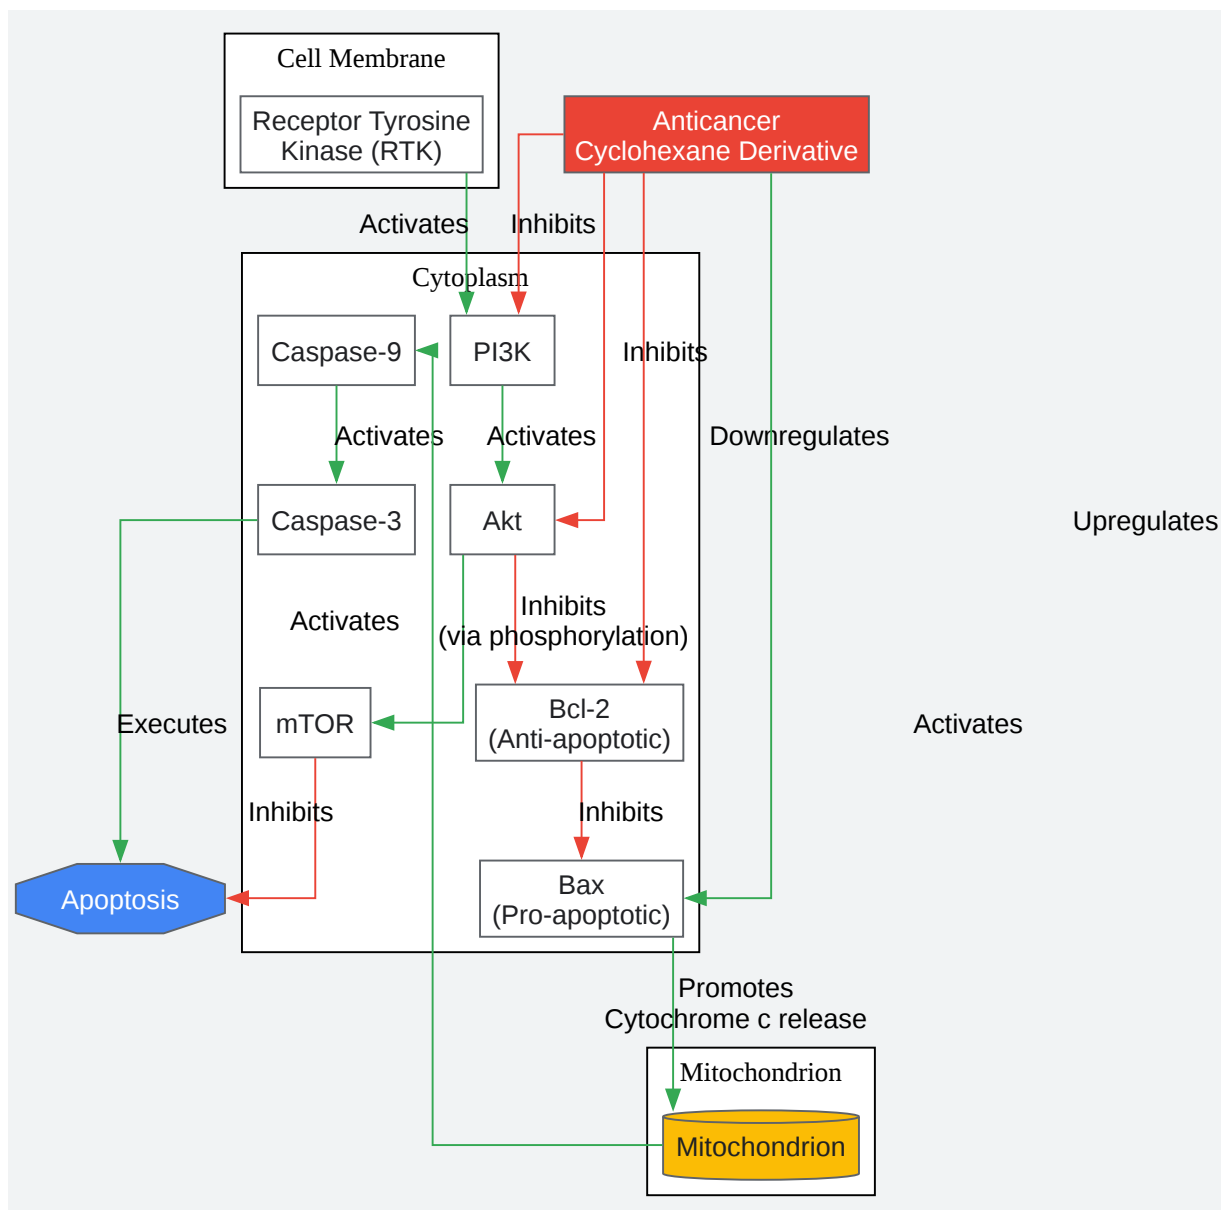 Cell Membrane
Receptor Tyrosine
Kinase (RTK)
Anticancer
Cyclohexane Derivative
Activates
Inhibits
Cytoplasm
Caspase-9
PI3K
Inhibits
Activates
Activates
Downregulates
Caspase-3
Akt
Upregulates
Inhibits
(via phosphorylation)
Activates
mTOR
Bcl-2
(Anti-apoptotic)
Executes
Activates
Inhibits
Inhibits
Apoptosis
Bax
(Pro-apoptotic)
Promotes
Cytochrome c release
Mitochondrion
Mitochondrion